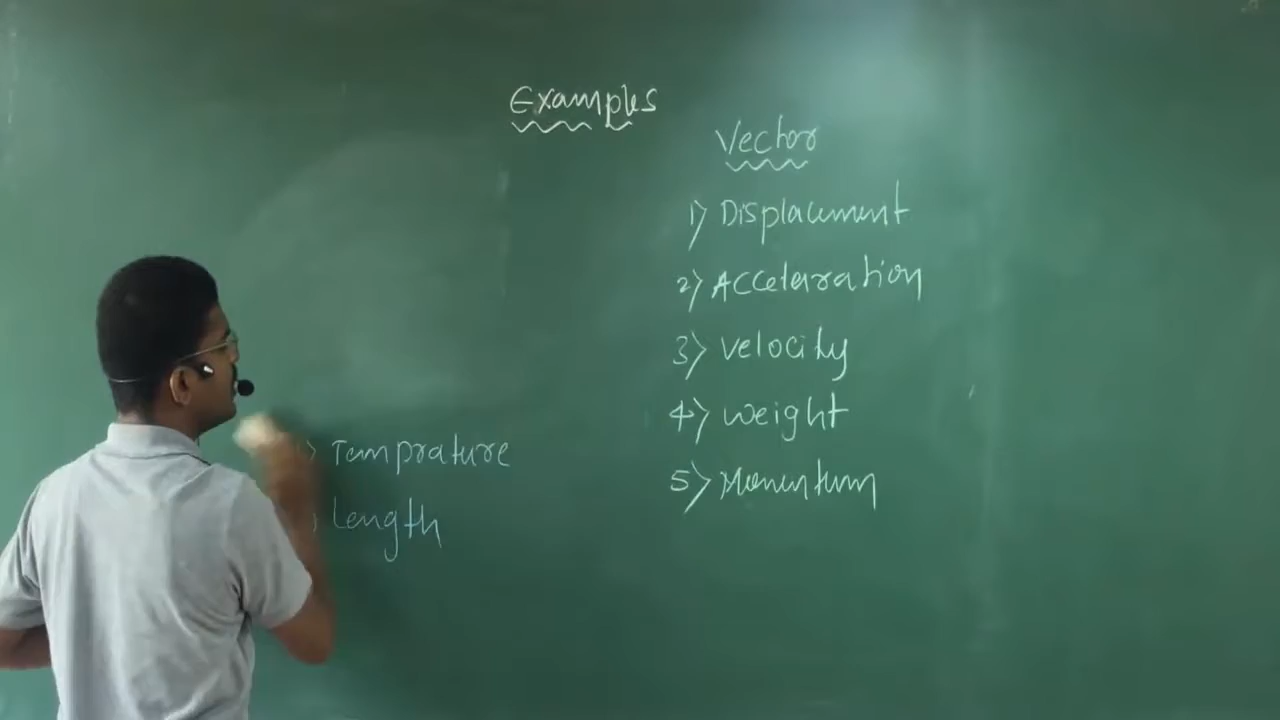 Examples
Vector
1) Displacement
2) Acceleration
3) Velocity
4) Weight
5) Momentum
) Temprature
) Length